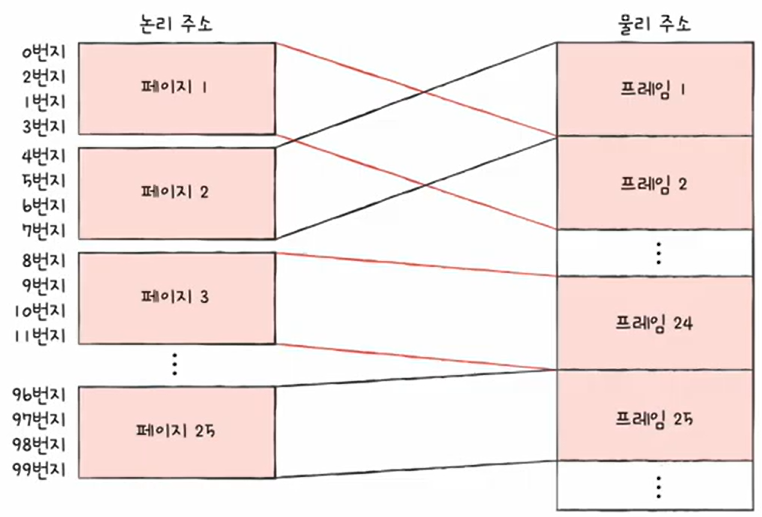 논리 주소
0번지
2번지
1번지
3번지
페이지 1
4번지
5번지
6번지
7번지
페이지 2
8번지
9번지
10번지
11번지
페이지 3
96번지
97번지
98번지
99번지
페이지 25
물리 주소
프레임 1
프레임 2
프레임 24
프레임 25